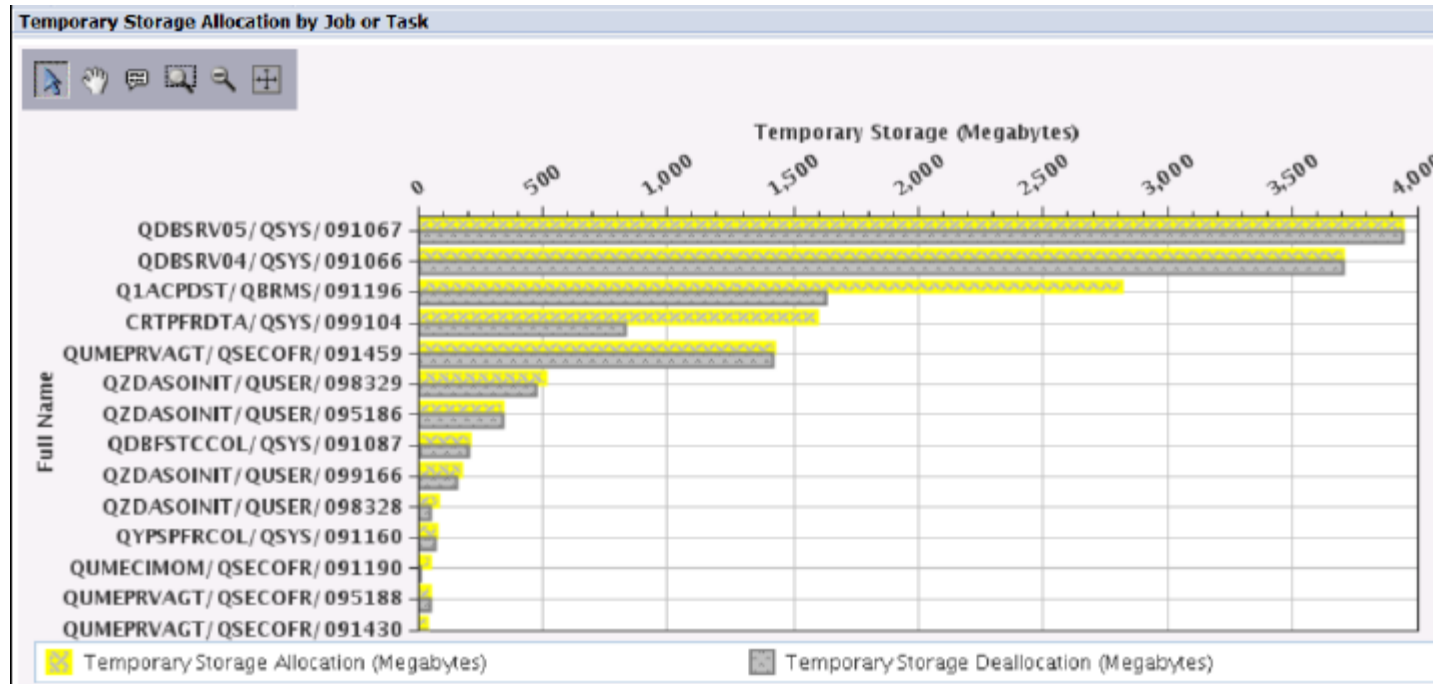 Temporary Storage Allocation by Job or Task
Temporary Storage (Megabytes)
0 500 1,000 1,500 2,000 2,500 3,000 3,500 4,000
Full Name
QDBSRV05/QSYS/091067
QDBSRV04/QSYS/091066
Q1ACPDST/QBRMS/091196
CRTPFRDTA/QSYS/099104
QUMEPRVAGT/QSECOFR/091459
QZDASOINIT/QUSER/098329
QZDASOINIT/QUSER/095186
QDBFSTCCOL/QSYS/091087
QZDASOINIT/QUSER/099166
QZDASOINIT/QUSER/098328
QYPSPFRCOL/QSYS/091160
QUMECIMOM/QSECOFR/091190
QUMEPRVAGT/QSECOFR/095188
QUMEPRVAGT/QSECOFR/091430
Temporary Storage Allocation (Megabytes)
Temporary Storage Deallocation (Megabytes)